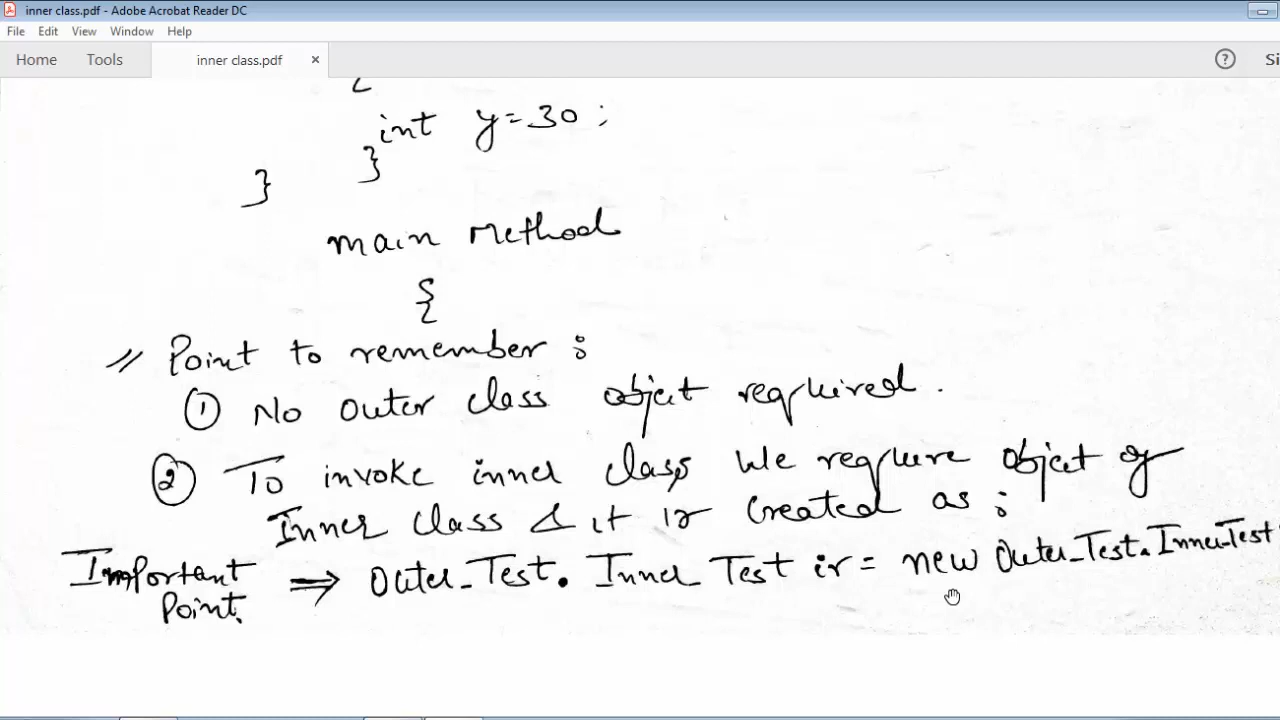 inner class.pdf - Adobe Acrobat Reader DC
File Edit View Window Help
Home Tools inner class.pdf × ? Si
{
int y=30 ;
}
}
main method
{
// Point to remember :
① No outer class object required.
② To invoke inner class, we require object of
Inner class & it is created as :
Important
Point. ⇒ Outer_Test. Inner Test ir = new Outer_Test.Inner_Test